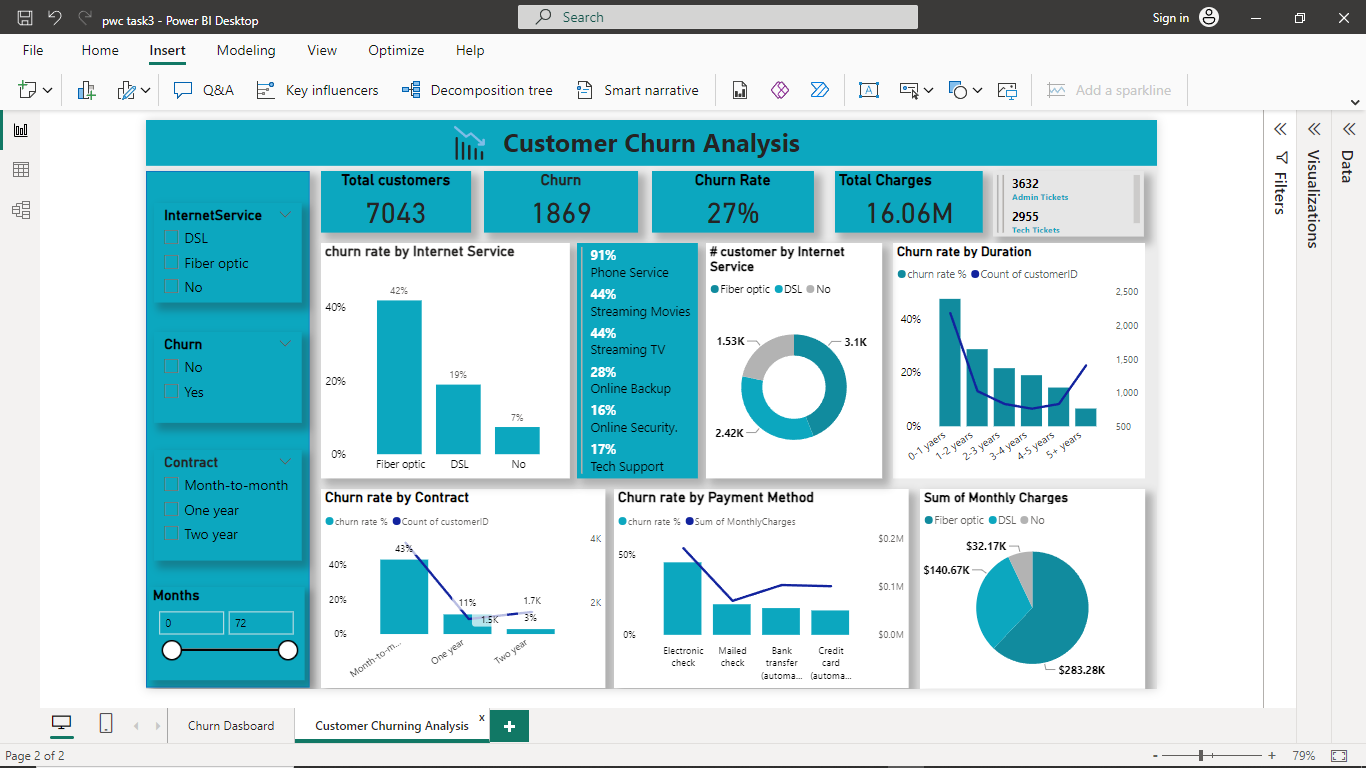 pwc task3 - Power BI Desktop
Search
Sign in
File
Home
Insert
Modeling
View
Optimize
Help
Q&A
Key influencers
Decomposition tree
Smart narrative
A
Add a sparkline
Customer Churn Analysis
Total customers
7043
Churn
1869
Churn Rate
27%
Total Charges
16.06M
3632
Admin Tickets
2955
Tech Tickets
InternetService
DSL
Fiber optic
No
Churn
No
Yes
Contract
Month-to-month
One year
Two year
Months
0
72
churn rate by Internet Service
40%
20%
0%
42%
19%
7%
Fiber optic
DSL
No
91%
Phone Service
44%
Streaming Movies
44%
Streaming TV
28%
Online Backup
16%
Online Security.
17%
Tech Support
# customer by Internet
Service
Fiber optic
DSL
No
1.53K
3.1K
2.42K
Churn rate by Duration
churn rate %
Count of customerID
40%
20%
0%
2,500
2,000
1,500
1,000
500
0-1 yaers
1-2 years
2-3 years
3-4 years
4-5 years
5+ years
Churn rate by Contract
churn rate %
Count of customerID
40%
20%
0%
4K
2K
43%
11%
1.5K
1.7K
3%
Month-to-m...
One year
Two year
Churn rate by Payment Method
churn rate %
Sum of MonthlyCharges
50%
0%
$0.2M
$0.1M
$0.0M
Electronic
check
Mailed
check
Bank
transfer
(automa...
Credit
card
(automa...
Sum of Monthly Charges
Fiber optic
DSL
No
$32.17K
$140.67K
$283.28K
Filters
Visualizations
Data
Churn Dasboard
Customer Churning Analysis
x
+
Page 2 of 2
-
+
79%